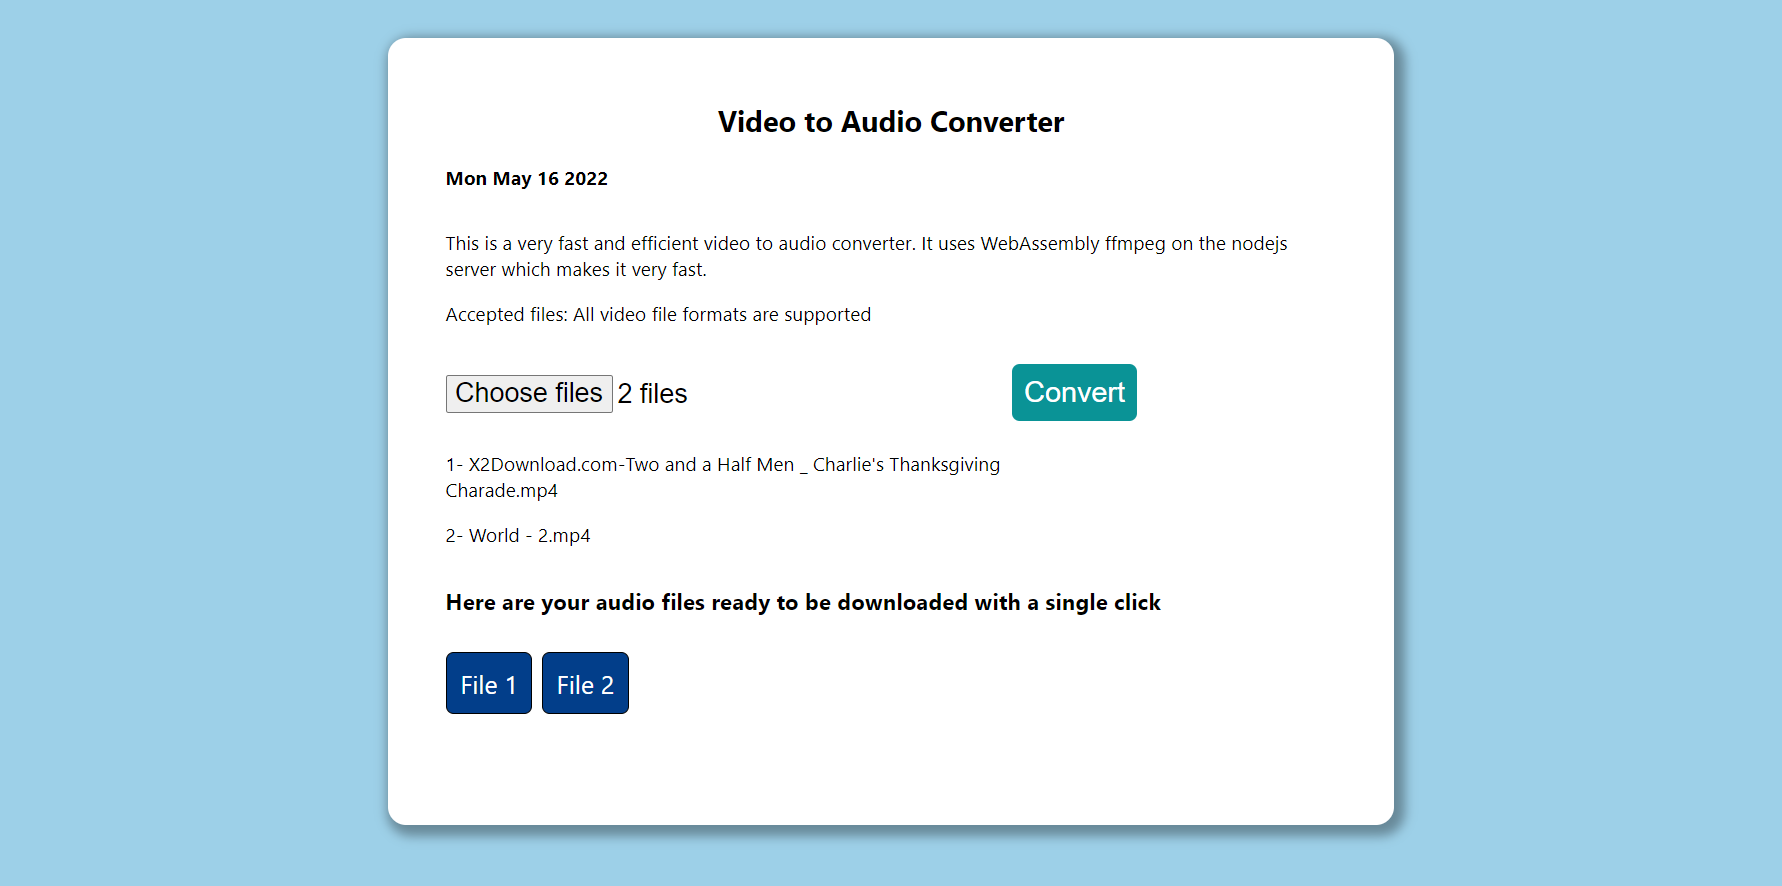 Video to Audio Converter
Mon May 16 2022
This is a very fast and efficient video to audio converter. It uses WebAssembly ffmpeg on the nodejs
server which makes it very fast.
Accepted files: All video file formats are supported
Choose files 2 files
Convert
1- X2Download.com-Two and a Half Men _ Charlie's Thanksgiving
Charade.mp4
2- World - 2.mp4
Here are your audio files ready to be downloaded with a single click
File 1 File 2